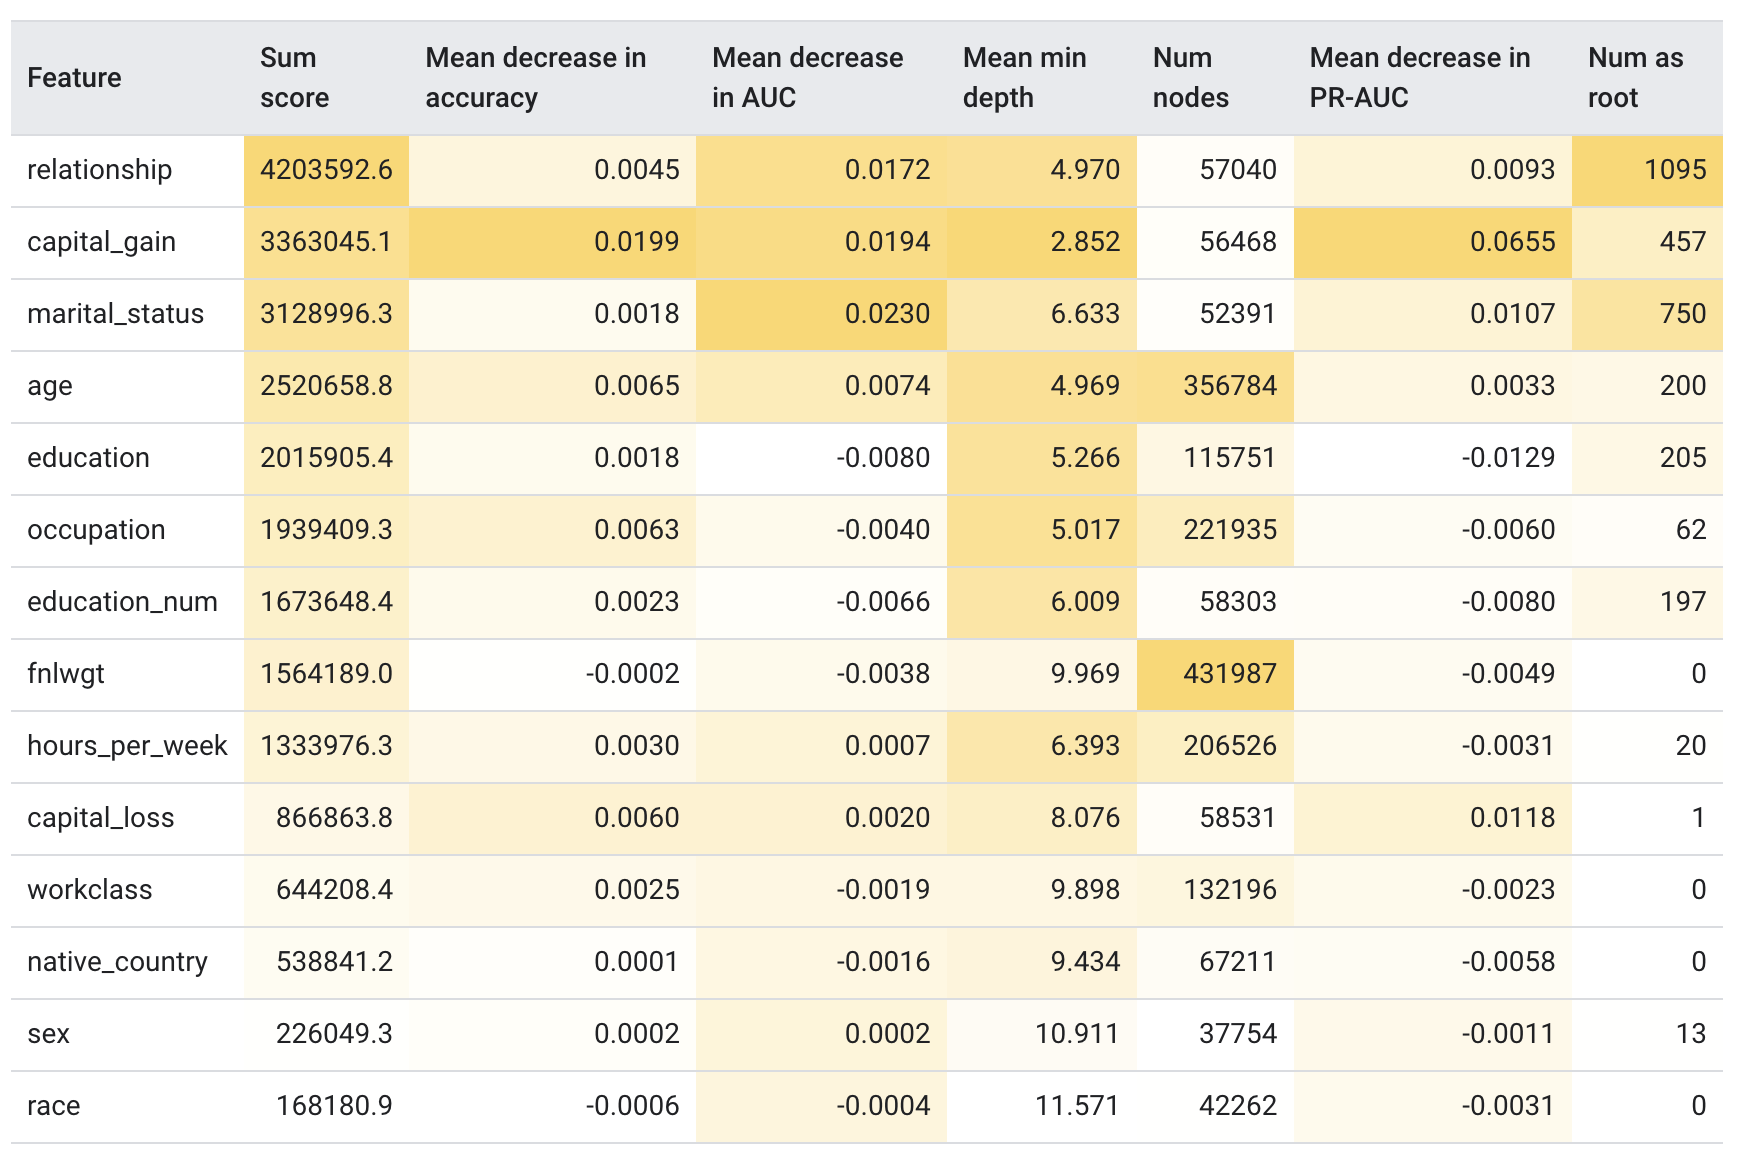 Feature Sum score Mean decrease in accuracy Mean decrease in AUC Mean min depth Num nodes Mean decrease in PR-AUC Num as root
relationship 4203592.6 0.0045 0.0172 4.970 57040 0.0093 1095
capital_gain 3363045.1 0.0199 0.0194 2.852 56468 0.0655 457
marital_status 3128996.3 0.0018 0.0230 6.633 52391 0.0107 750
age 2520658.8 0.0065 0.0074 4.969 356784 0.0033 200
education 2015905.4 0.0018 -0.0080 5.266 115751 -0.0129 205
occupation 1939409.3 0.0063 -0.0040 5.017 221935 -0.0060 62
education_num 1673648.4 0.0023 -0.0066 6.009 58303 -0.0080 197
fnlwgt 1564189.0 -0.0002 -0.0038 9.969 431987 -0.0049 0
hours_per_week 1333976.3 0.0030 0.0007 6.393 206526 -0.0031 20
capital_loss 866863.8 0.0060 0.0020 8.076 58531 0.0118 1
workclass 644208.4 0.0025 -0.0019 9.898 132196 -0.0023 0
native_country 538841.2 0.0001 -0.0016 9.434 67211 -0.0058 0
sex 226049.3 0.0002 0.0002 10.911 37754 -0.0011 13
race 168180.9 -0.0006 -0.0004 11.571 42262 -0.0031 0